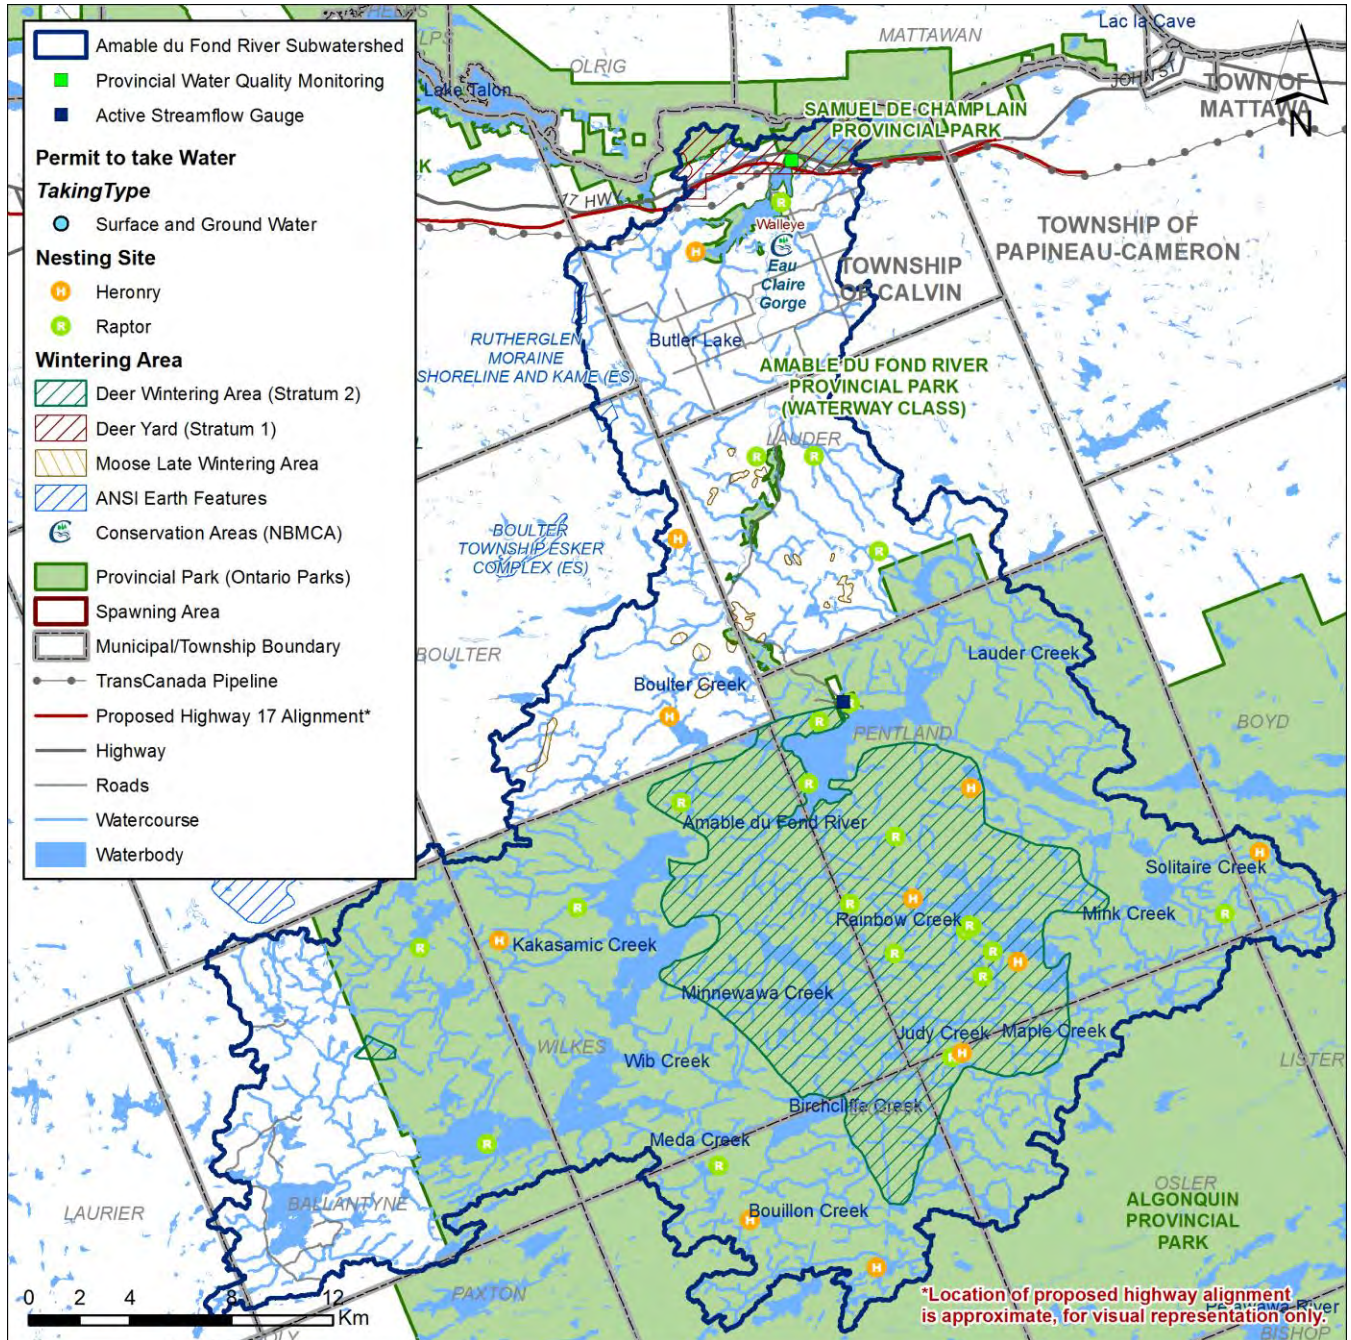 Amable du Fond River Subwatershed
Provincial Water Quality Monitoring
Active Streamflow Gauge
Permit to take Water
TakingType
Surface and Ground Water
Nesting Site
H Heronry
R Raptor
Wintering Area
Deer Wintering Area (Stratum 2)
Deer Yard (Stratum 1)
Moose Late Wintering Area
ANSI Earth Features
Conservation Areas (NBMCA)
Provincial Park (Ontario Parks)
Spawning Area
Municipal/Township Boundary
TransCanada Pipeline
Proposed Highway 17 Alignment*
Highway
Roads
Watercourse
Waterbody
Lac la Cave
MATTAWAN
OLRIG
Lake Talon
JOHN ST
TOWN OF
MATTAWA
N
SAMUEL DE CHAMPLAIN
PROVINCIAL PARK
17 HWY
Walleye
Eau
Claire
Gorge
TOWNSHIP
OF CALVIN
TOWNSHIP OF
PAPINEAU-CAMERON
RUTHERGLEN
MORAINE
SHORELINE AND KAME (ES)
Butler Lake
AMABLE DU FOND RIVER
PROVINCIAL PARK
(WATERWAY CLASS)
LAUDER
BOULTER
TOWNSHIP ESKER
COMPLEX (ES)
BOULTER
Boulter Creek
Lauder Creek
PENTLAND
BOYD
Amable du Fond River
Solitaire Creek
Mink Creek
Rainbow Creek
Kakasamic Creek
Minnewawa Creek
Judy Creek
Maple Creek
WILKES
Wib Creek
LISTER
Birchcliffe Creek
Meda Creek
BALLANTYNE
LAURIER
Bouillon Creek
OSLER
ALGONQUIN
PROVINCIAL
PARK
PAXTON
0 2 4 8 12
Km
*Location of proposed highway alignment
is approximate, for visual representation only.
Petawawa River
BISHOP